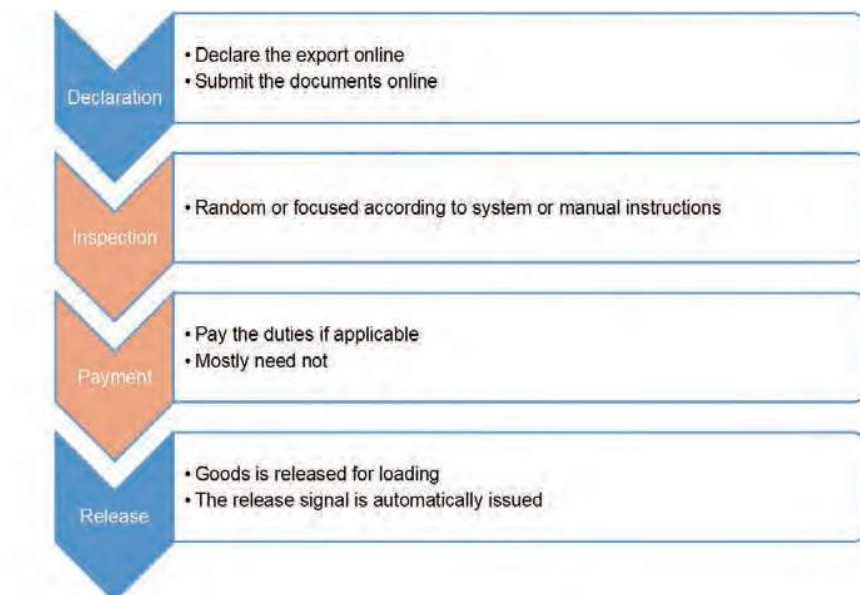 Declaration
• Declare the export online
• Submit the documents online
Inspection
• Random or focused according to system or manual instructions
Payment
• Pay the duties if applicable
• Mostly need not
Release
• Goods is released for loading
• The release signal is automatically issued